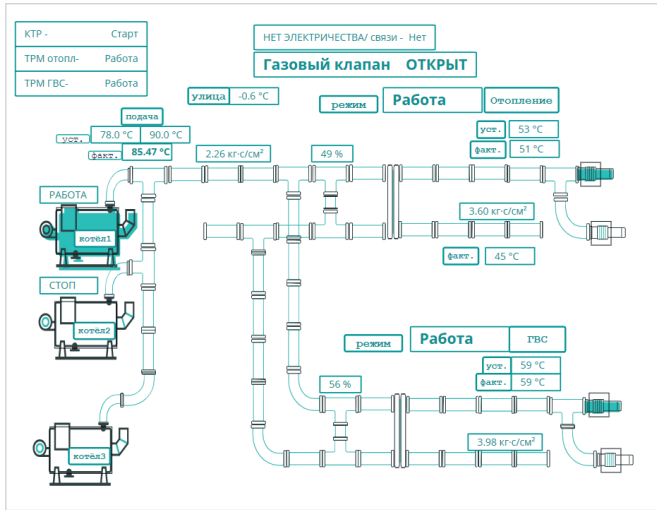 КТР - Старт
ТРМ отопл- Работа
ТРМ ГВС- Работа
НЕТ ЭЛЕКТРИЧЕСТВА/ связи - Нет
Газовый клапан ОТКРЫТ
улица -0.6 °C
режим Работа Отопление
подача
уст. 78.0 °C 90.0 °C
факт. 85.47 °C
уст. 53 °C
факт. 51 °C
2.26 кг·с/см²
49 %
РАБОТА
котёл1
3.60 кг·с/см²
факт. 45 °C
СТОП
котёл2
режим Работа ГВС
уст. 59 °C
факт. 59 °C
56 %
3.98 кг·с/см²
котёл3